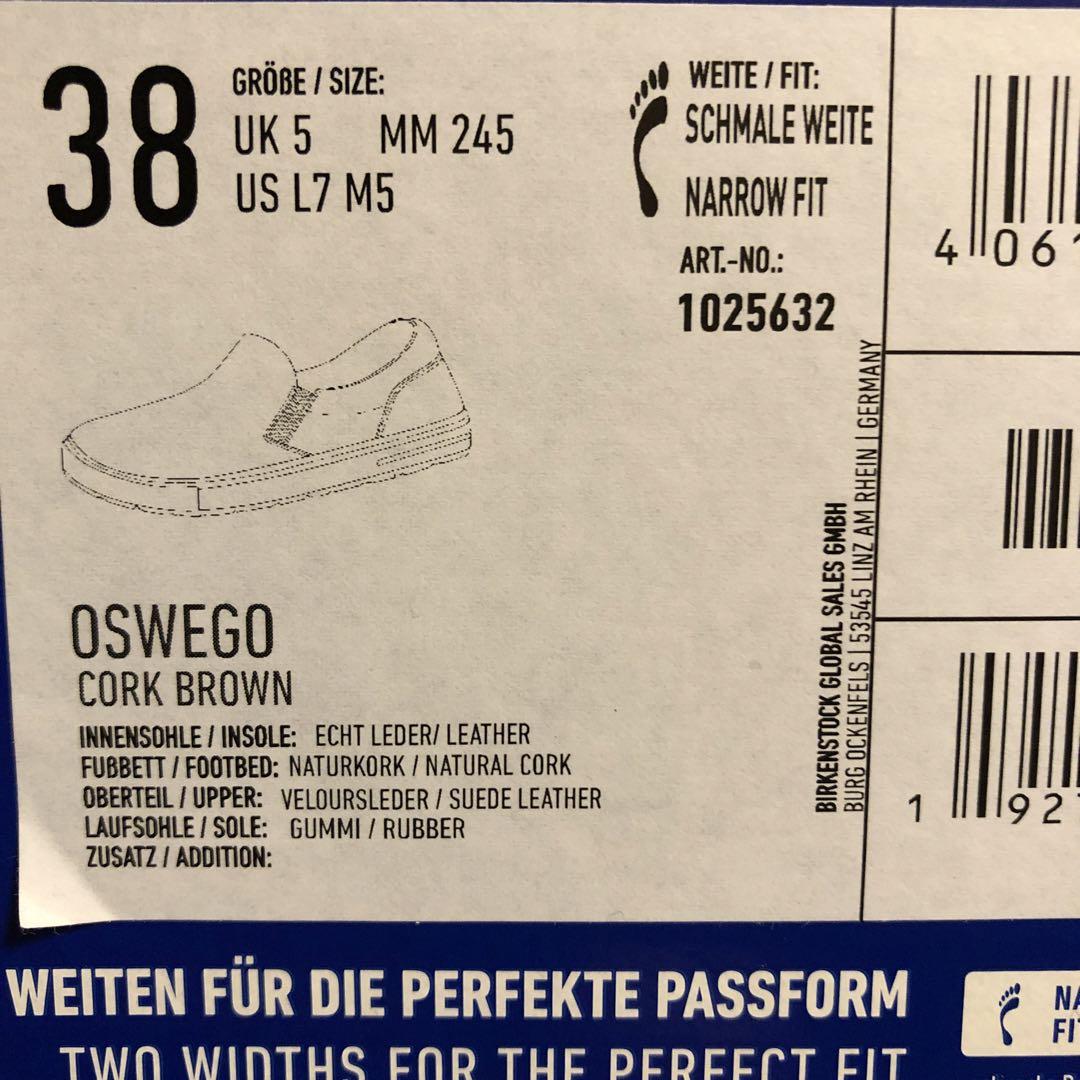 38
GRÖßE / SIZE:
UK 5 MM 245
US L7 M5
WEITE / FIT:
SCHMALE WEITE
NARROW FIT
ART.-NO.:
1025632
4 061
OSWEGO
CORK BROWN
INNENSOHLE / INSOLE: ECHT LEDER/ LEATHER
FUßBETT / FOOTBED: NATURKORK / NATURAL CORK
OBERTEIL / UPPER: VELOURSLEDER / SUEDE LEATHER
LAUFSOHLE / SOLE: GUMMI / RUBBER
ZUSATZ / ADDITION:
BIRKENSTOCK GLOBAL SALES GMBH
BURG OCKENFELS | 53545 LINZ AM RHEIN | GERMANY
1 92
WEITEN FÜR DIE PERFEKTE PASSFORM
TWO WIDTHS FOR THE PERFECT FIT
NA
FI